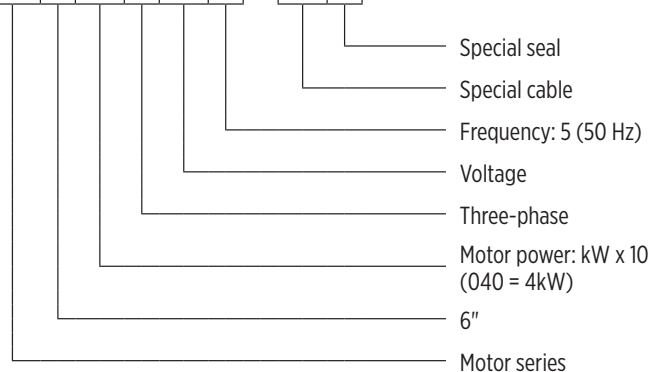 Special seal
Special cable
Frequency: 5 (50 Hz)
Voltage
Three-phase
Motor power: kW x 10
(040 = 4kW)
6"
Motor series